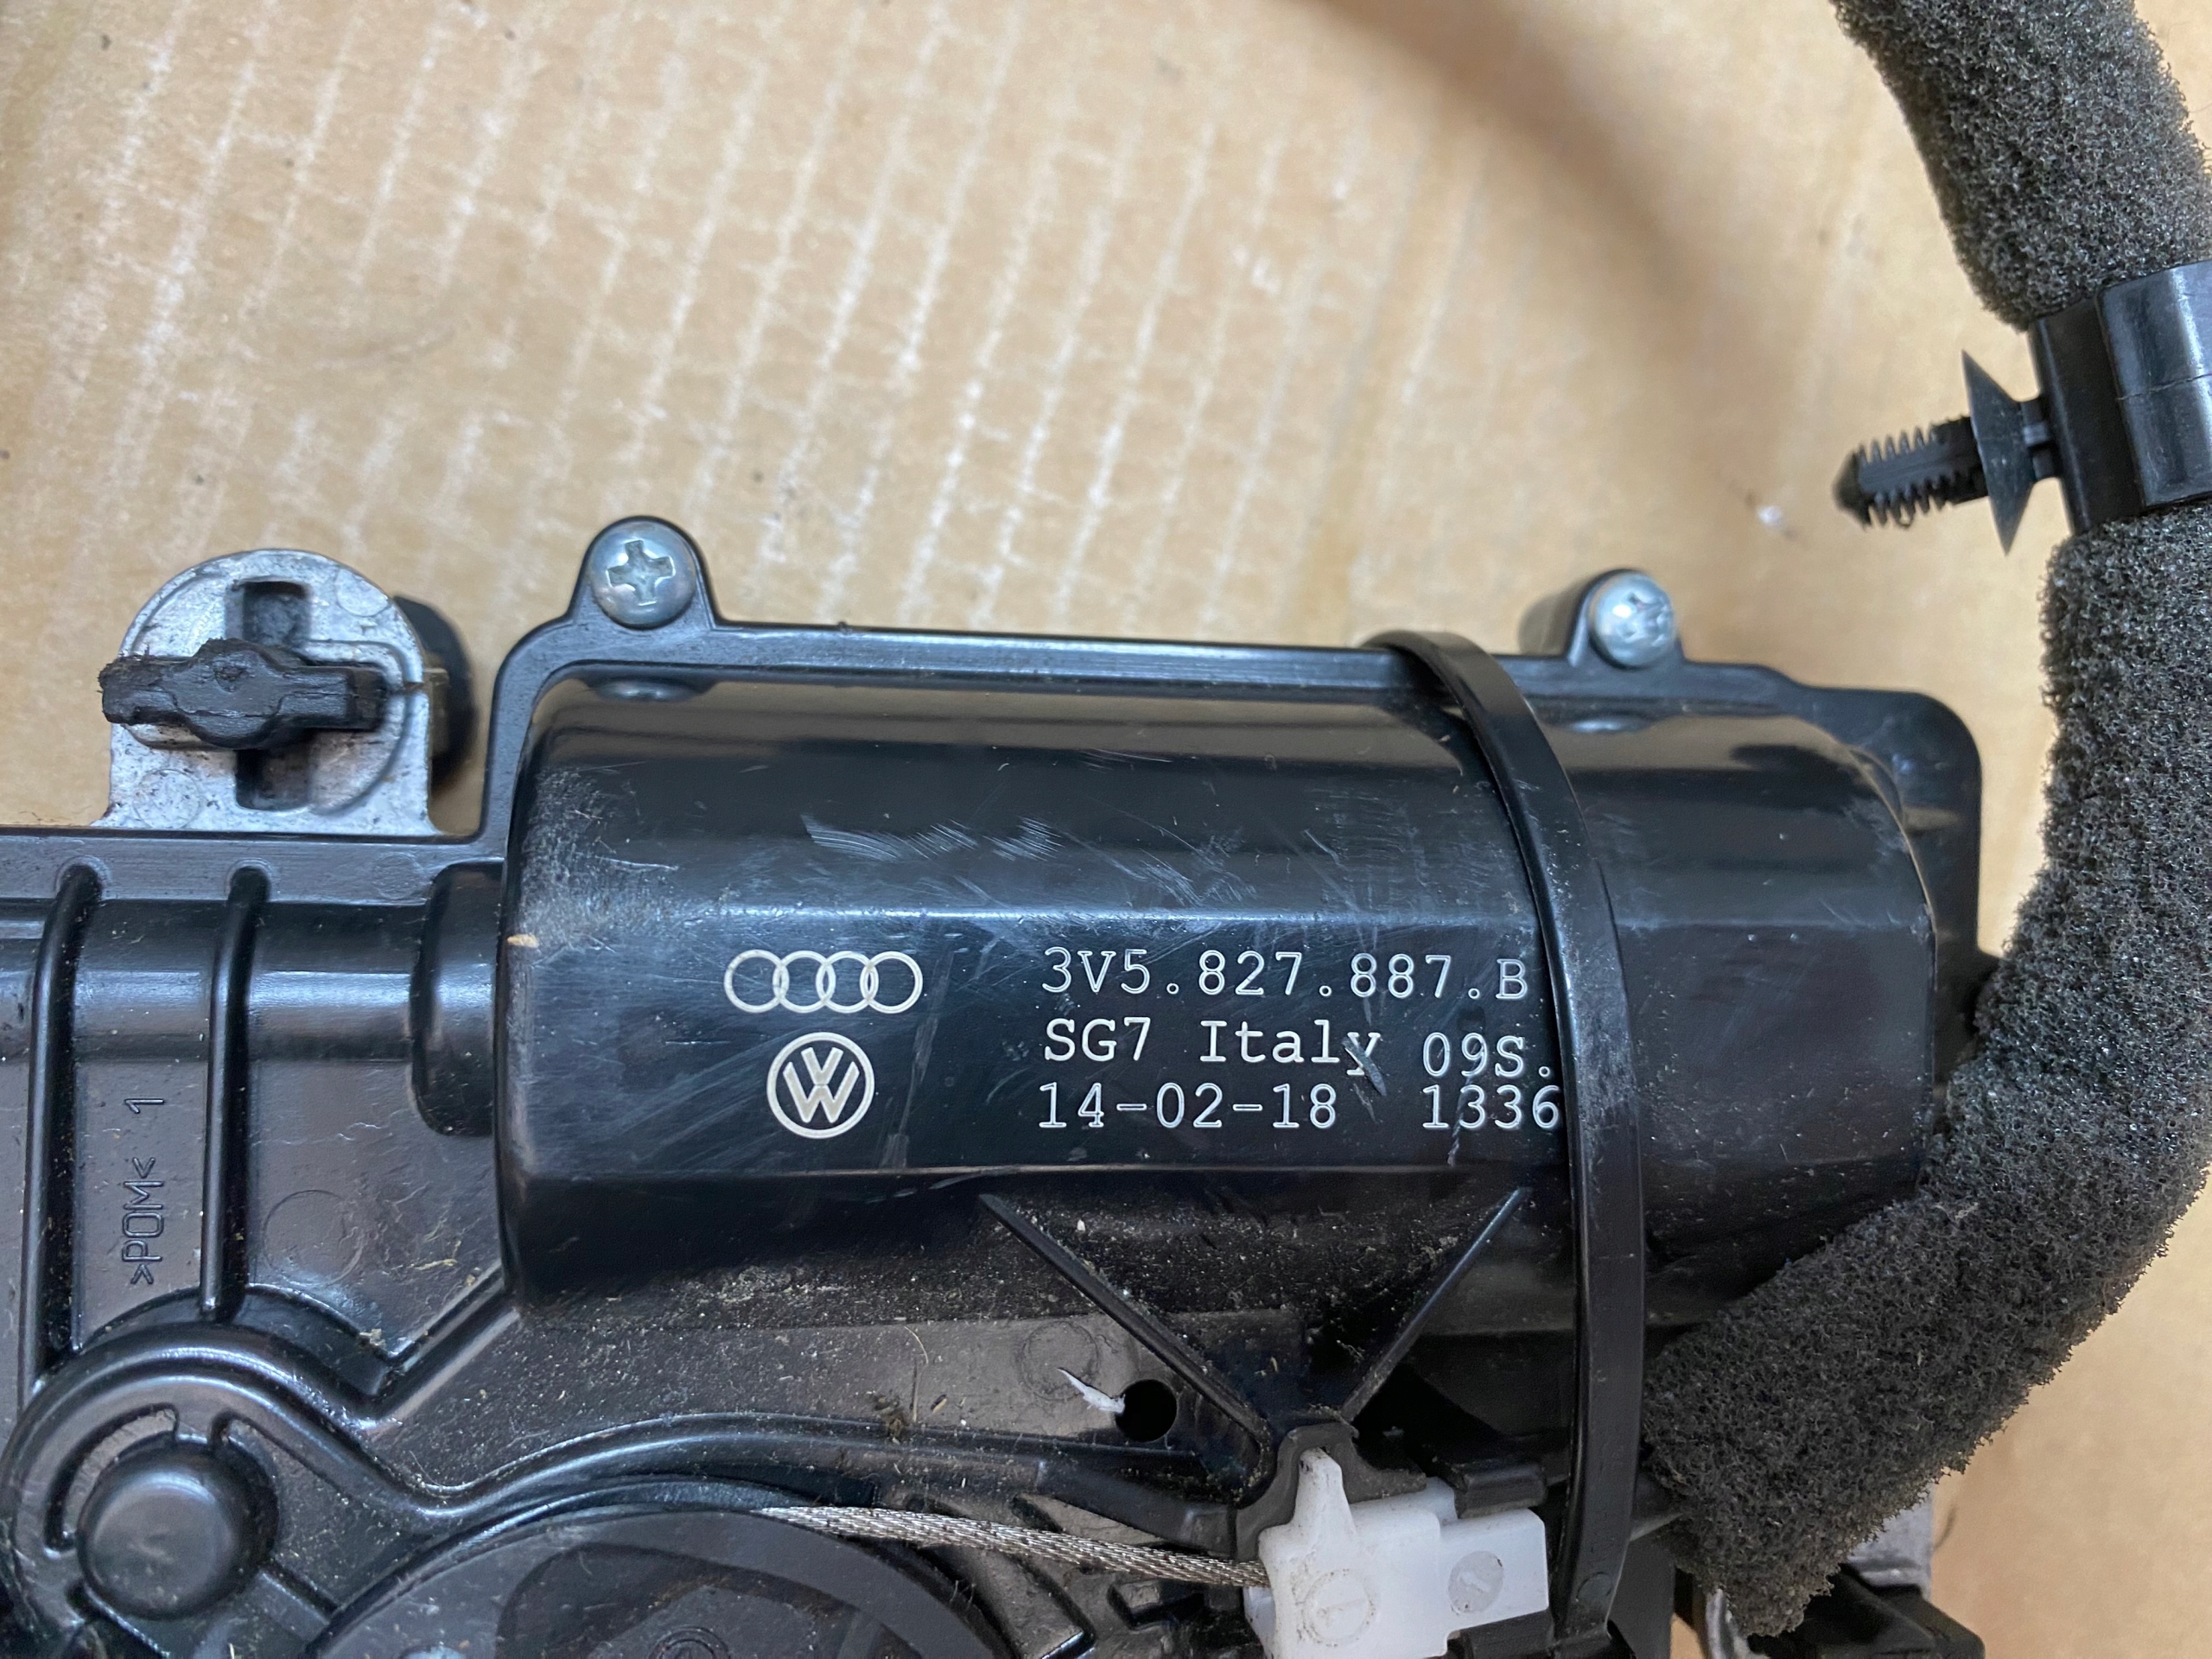 3V5.827.887.B
SG7 Italy 09S.
14-02-18 1336
>POM< 1